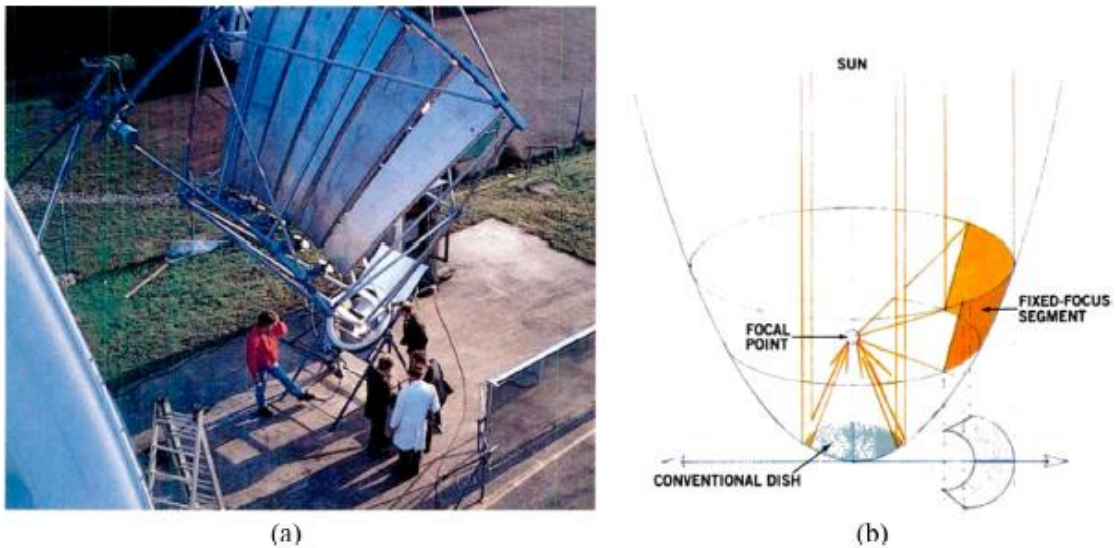 SUN
FOCAL
POINT
FIXED-FOCUS
SEGMENT
CONVENTIONAL DISH
(a)
(b)